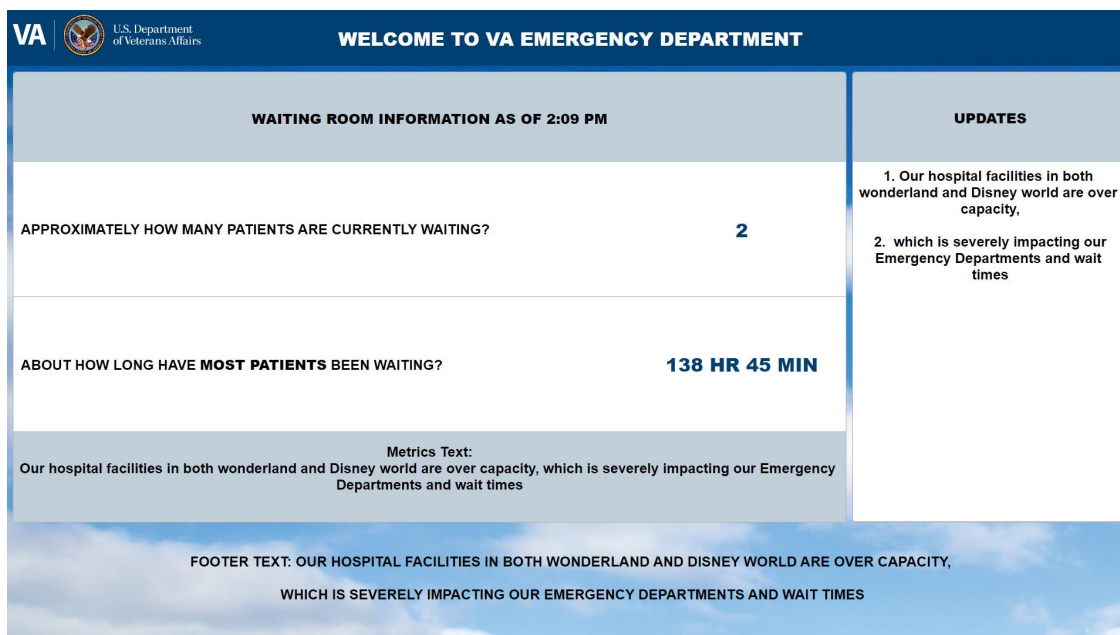 VA
U.S. Department
of Veterans Affairs
WELCOME TO VA EMERGENCY DEPARTMENT
WAITING ROOM INFORMATION AS OF 2:09 PM
APPROXIMATELY HOW MANY PATIENTS ARE CURRENTLY WAITING?
2
ABOUT HOW LONG HAVE MOST PATIENTS BEEN WAITING?
138 HR 45 MIN
Metrics Text:
Our hospital facilities in both wonderland and Disney world are over capacity, which is severely impacting our Emergency
Departments and wait times
UPDATES
1. Our hospital facilities in both
wonderland and Disney world are over
capacity,
2. which is severely impacting our
Emergency Departments and wait
times
FOOTER TEXT: OUR HOSPITAL FACILITIES IN BOTH WONDERLAND AND DISNEY WORLD ARE OVER CAPACITY,
WHICH IS SEVERELY IMPACTING OUR EMERGENCY DEPARTMENTS AND WAIT TIMES